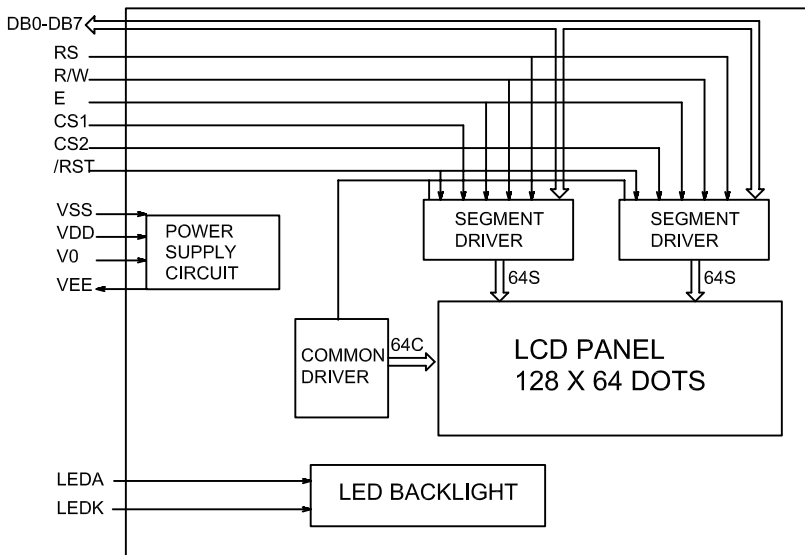 DB0-DB7
RS
R/W
E
CS1
CS2
/RST
VSS
VDD
V0
VEE
POWER
SUPPLY
CIRCUIT
SEGMENT
DRIVER
SEGMENT
DRIVER
64S
64S
COMMON
DRIVER
64C
LCD PANEL
128 X 64 DOTS
LEDA
LEDK
LED BACKLIGHT